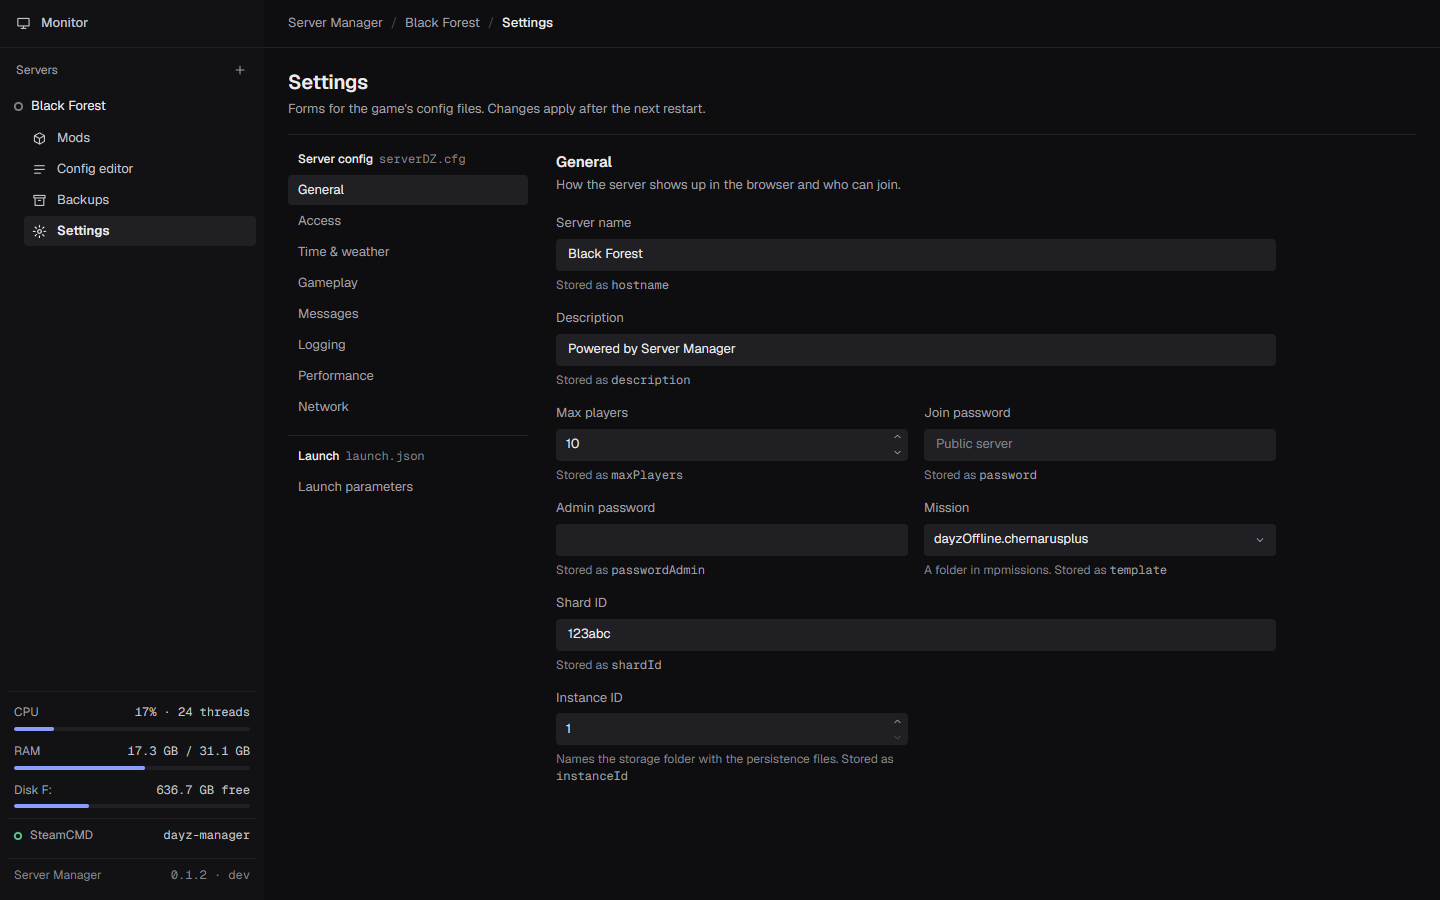 Monitor
Server Manager / Black Forest / Settings
Servers +
Black Forest
Mods
Config editor
Backups
Settings
CPU 17% · 24 threads
RAM 17.3 GB / 31.1 GB
Disk F: 636.7 GB free
SteamCMD dayz-manager
Server Manager 0.1.2 · dev
Settings
Forms for the game's config files. Changes apply after the next restart.
Server config serverDZ.cfg
General
Access
Time & weather
Gameplay
Messages
Logging
Performance
Network
Launch launch.json
Launch parameters
General
How the server shows up in the browser and who can join.
Server name
Black Forest
Stored as hostname
Description
Powered by Server Manager
Stored as description
Max players
10
Stored as maxPlayers
Join password
Public server
Stored as password
Admin password
Stored as passwordAdmin
Mission
dayzOffline.chernarusplus
A folder in mpmissions. Stored as template
Shard ID
123abc
Stored as shardId
Instance ID
1
Names the storage folder with the persistence files. Stored as
instanceId